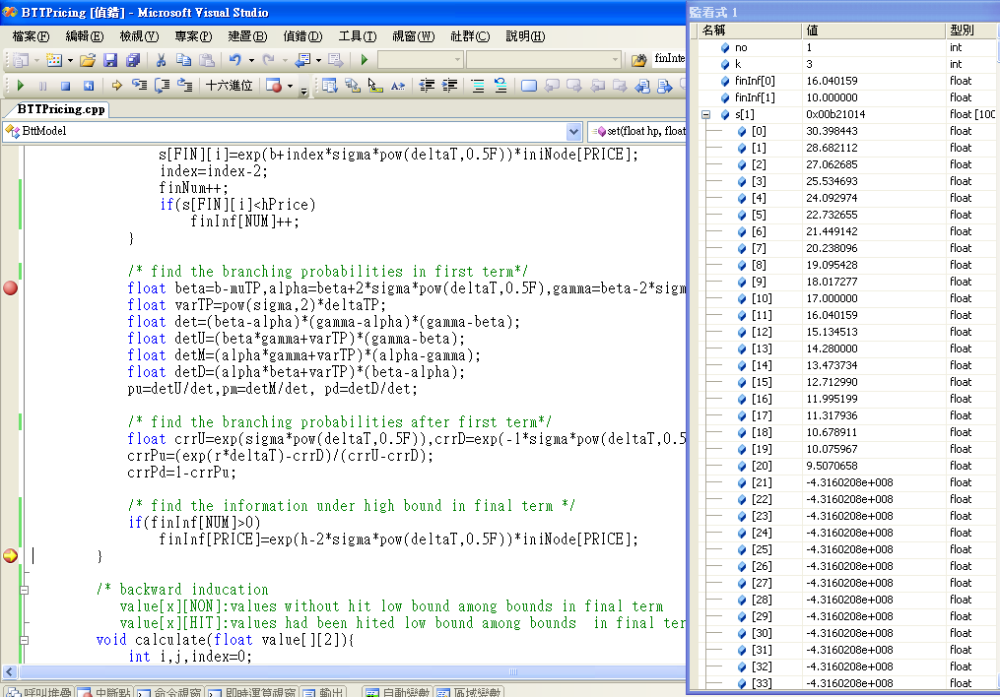 BTTPricing [偵錯] - Microsoft Visual Studio
檔案(F) 編輯(E) 檢視(V) 專案(P) 建置(B) 偵錯(D) 工具(T) 視窗(W) 社群(C) 說明(H)
finInte
十六進位
BTTPricing.cpp
BttModel set(float hp, float
s[FIN][i]=exp(b+index*sigma*pow(deltaT,0.5F))*iniNode[PRICE];
index=index-2;
finNum++;
if(s[FIN][i]<hPrice)
finInf[NUM]++;
}
/* find the branching probabilities in first term*/
float beta=b-muTP,alpha=beta+2*sigma*pow(deltaT,0.5F),gamma=beta-2*sigm
float varTP=pow(sigma,2)*deltaTP;
float det=(beta-alpha)*(gamma-alpha)*(gamma-beta);
float detU=(beta*gamma+varTP)*(gamma-beta);
float detM=(alpha*gamma+varTP)*(alpha-gamma);
float detD=(alpha*beta+varTP)*(beta-alpha);
pu=detU/det,pm=detM/det, pd=detD/det;
/* find the branching probabilities after first term*/
float crrU=exp(sigma*pow(deltaT,0.5F)),crrD=exp(-1*sigma*pow(deltaT,0.5
crrPu=(exp(r*deltaT)-crrD)/(crrU-crrD);
crrPd=1-crrPu;
/* find the information under high bound in final term */
if(finInf[NUM]>0)
finInf[PRICE]=exp(h-2*sigma*pow(deltaT,0.5F))*iniNode[PRICE];
}
/* backward inducation
value[x][NON]:values without hit low bound among bounds in final term
value[x][HIT]:values had been hited low bound among bounds  in final ter
void calculate(float value[][2]){
int i,j,index=0;
呼叫堆疊 中斷點 命令視窗 即時運算視窗 輸出 自動變數 區域變數
監看式 1
名稱 值 型別
no 1 int
k 3 int
finInf[0] 16.040159 float
finInf[1] 10.000000 float
s[1] 0x00b21014 float [100
[0] 30.398443 float
[1] 28.682112 float
[2] 27.062685 float
[3] 25.534693 float
[4] 24.092974 float
[5] 22.732655 float
[6] 21.449142 float
[7] 20.238096 float
[8] 19.095428 float
[9] 18.017277 float
[10] 17.000000 float
[11] 16.040159 float
[12] 15.134513 float
[13] 14.280000 float
[14] 13.473734 float
[15] 12.712990 float
[16] 11.995199 float
[17] 11.317936 float
[18] 10.678911 float
[19] 10.075967 float
[20] 9.5070658 float
[21] -4.3160208e+008 float
[22] -4.3160208e+008 float
[23] -4.3160208e+008 float
[24] -4.3160208e+008 float
[25] -4.3160208e+008 float
[26] -4.3160208e+008 float
[27] -4.3160208e+008 float
[28] -4.3160208e+008 float
[29] -4.3160208e+008 float
[30] -4.3160208e+008 float
[31] -4.3160208e+008 float
[32] -4.3160208e+008 float
[33] -4.3160208e+008 float